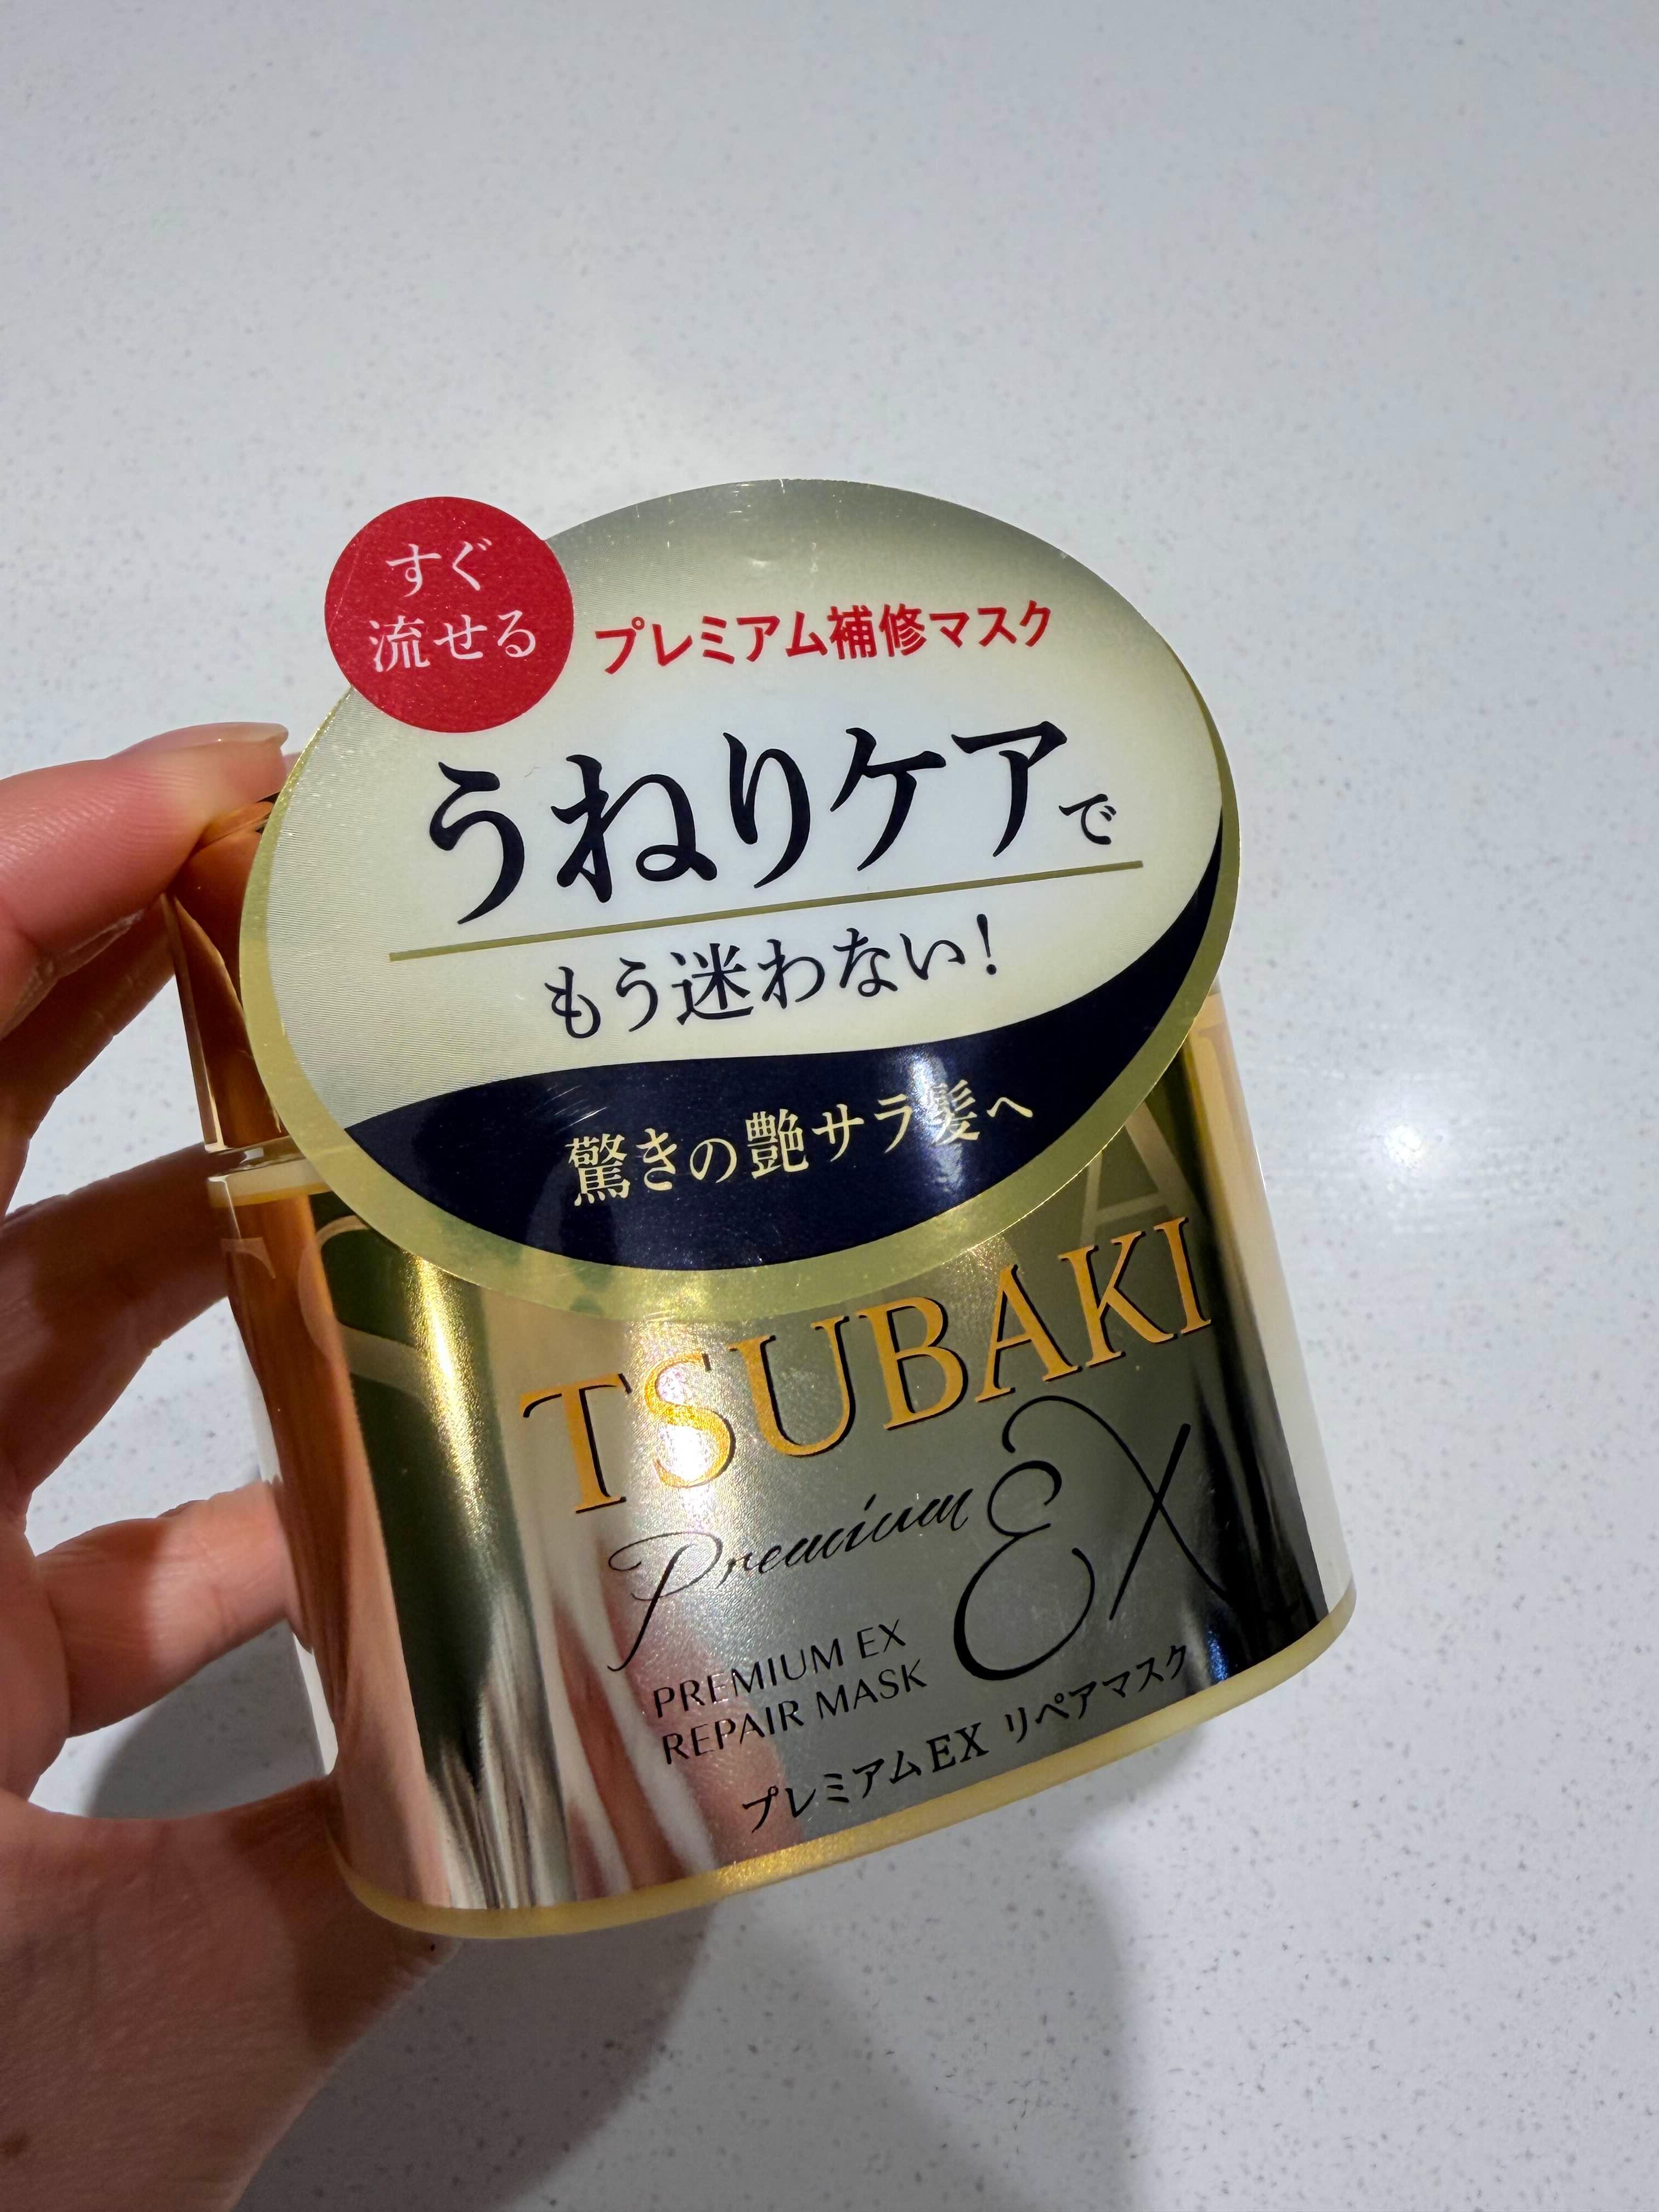 すぐ
流せる
プレミアム補修マスク
うねりケアで
もう迷わない!
驚きの艶サラ髪へ
TSUBAKI
Premium EX
PREMIUM EX
REPAIR MASK
プレミアムEX リペアマスク